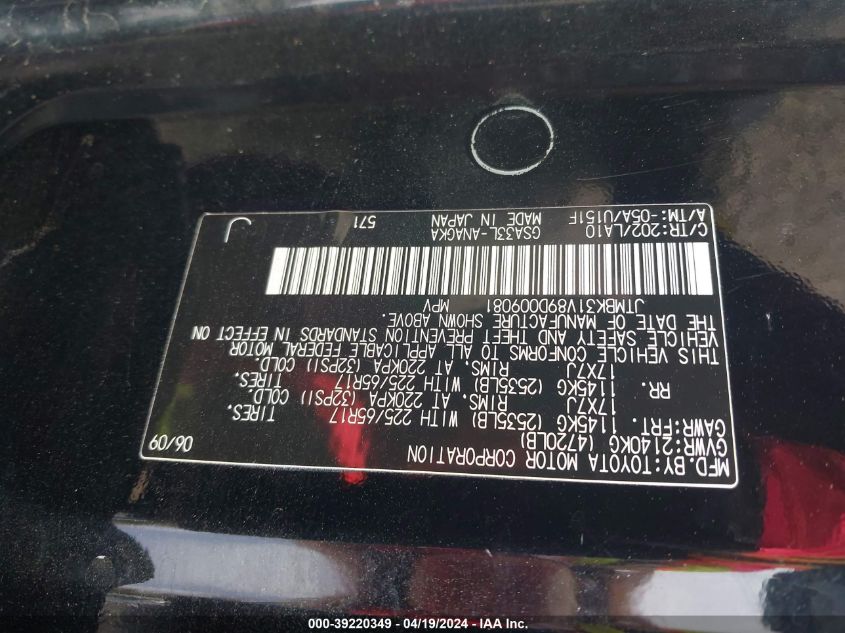 MFD.BY:TOYOTA MOTOR CORPORATION 06/09
GVWR:2140KG (4720LB)
GAWR:FRT. 1145KG (2535LB) WITH 225/65R17 TIRES.
17X7J RIMS AT 220KPA (32PSI) COLD.
RR. 1145KG (2535LB) WITH 225/65R17 TIRES.
17X7J RIMS AT 220KPA (32PSI) COLD.
THIS VEHICLE CONFORMS TO ALL APPLICABLE FEDERAL MOTOR
VEHICLE SAFETY AND THEFT PREVENTION STANDARDS IN EFFECT ON
THE DATE OF MANUFACTURE SHOWN ABOVE.
JTMBK31V89D009081 MPV
C/TR:202/LA10 GSA33L-ANAGKA 571 J
A/TM:-05A/U151F MADE IN JAPAN
000-39220349 - 04/19/2024 - IAA Inc.